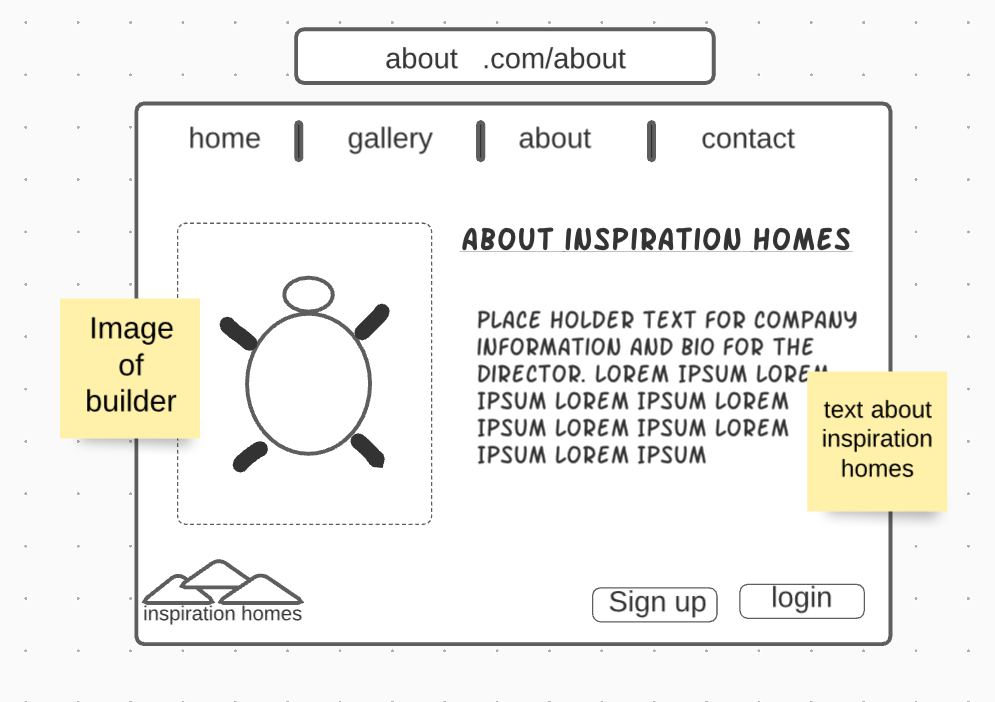 about .com/about
home gallery about contact
ABOUT INSPIRATION HOMES
Image
of
builder
PLACE HOLDER TEXT FOR COMPANY
INFORMATION AND BIO FOR THE
DIRECTOR. LOREM IPSUM LOREM
IPSUM LOREM IPSUM LOREM
IPSUM LOREM IPSUM LOREM
IPSUM LOREM IPSUM
text about
inspiration
homes
inspiration homes
Sign up login